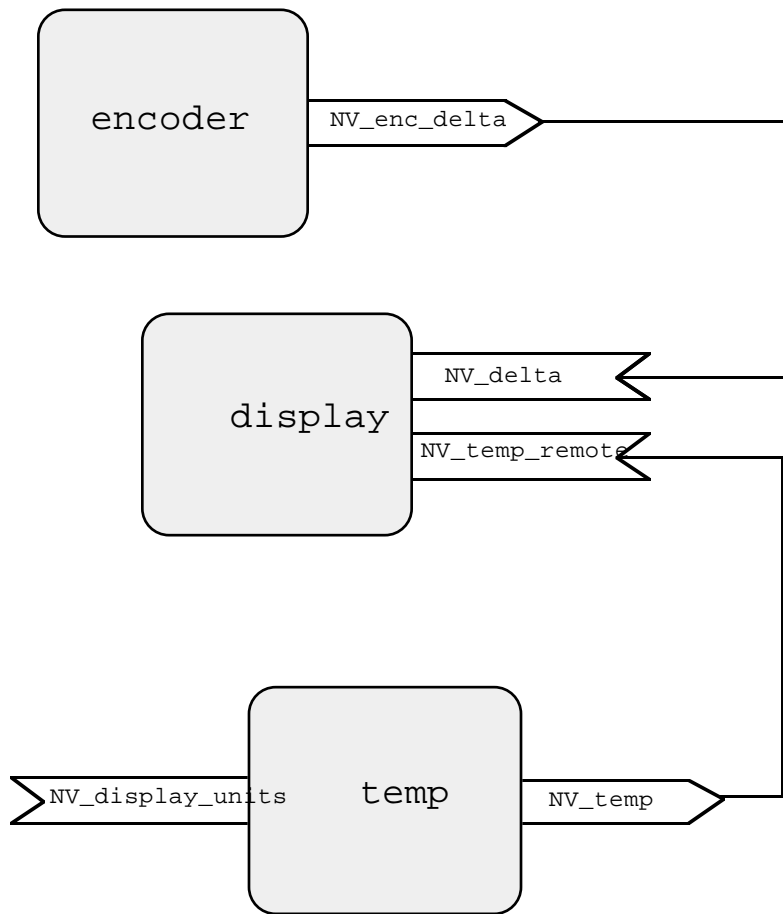 encoder
NV_enc_delta
NV_delta
display
NV_temp_remote
NV_display_units
temp
NV_temp